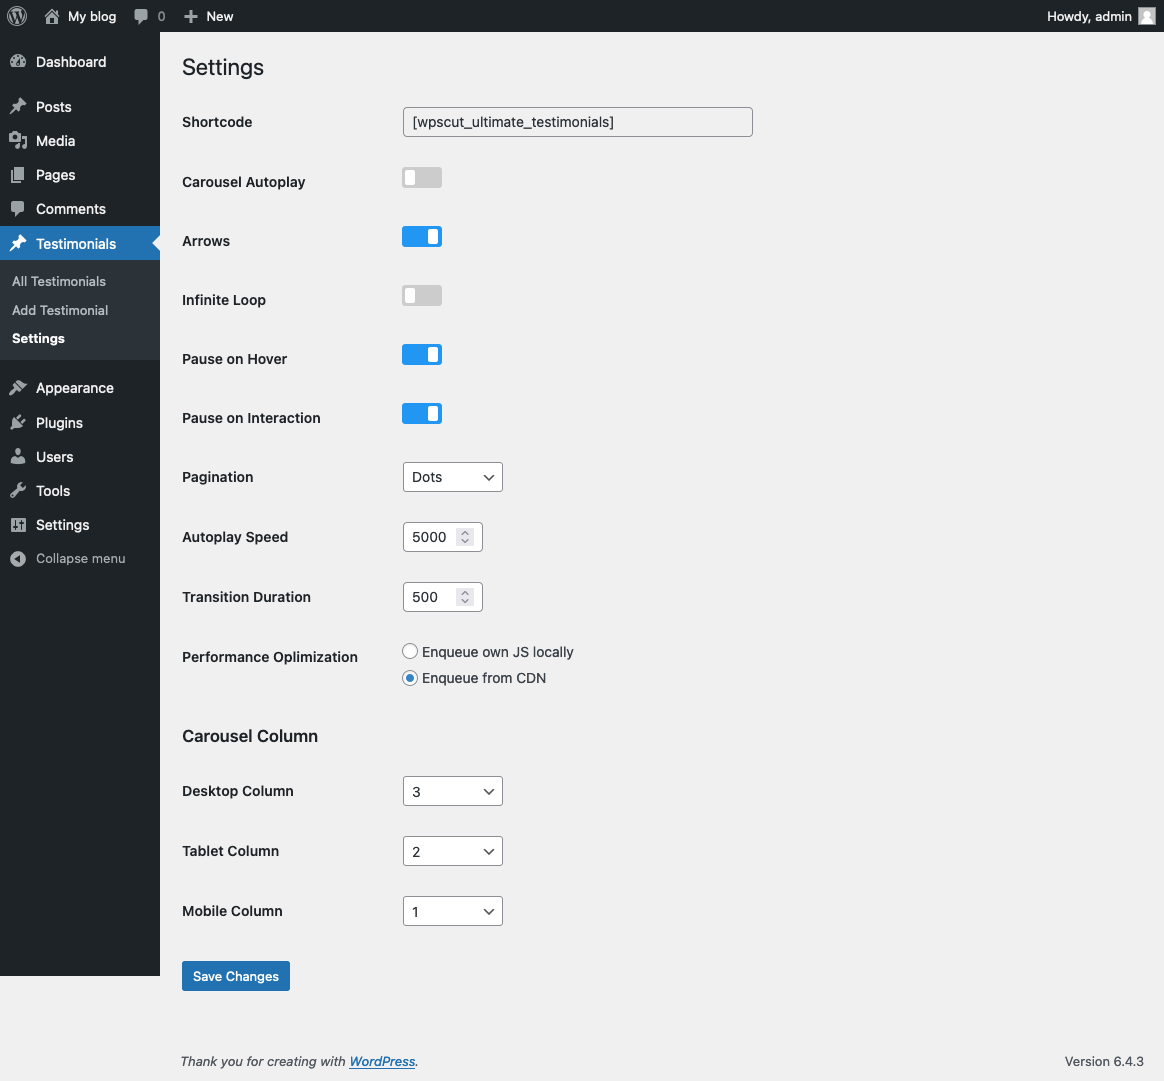 My blog 0 New Howdy, admin
Dashboard
Posts
Media
Pages
Comments
Testimonials
All Testimonials
Add Testimonial
Settings
Appearance
Plugins
Users
Tools
Settings
Collapse menu
Settings
Shortcode [wpscut_ultimate_testimonials]
Carousel Autoplay
Arrows
Infinite Loop
Pause on Hover
Pause on Interaction
Pagination Dots
Autoplay Speed 5000
Transition Duration 500
Performance Oplimization Enqueue own JS locally
Enqueue from CDN
Carousel Column
Desktop Column 3
Tablet Column 2
Mobile Column 1
Save Changes
Thank you for creating with WordPress. Version 6.4.3